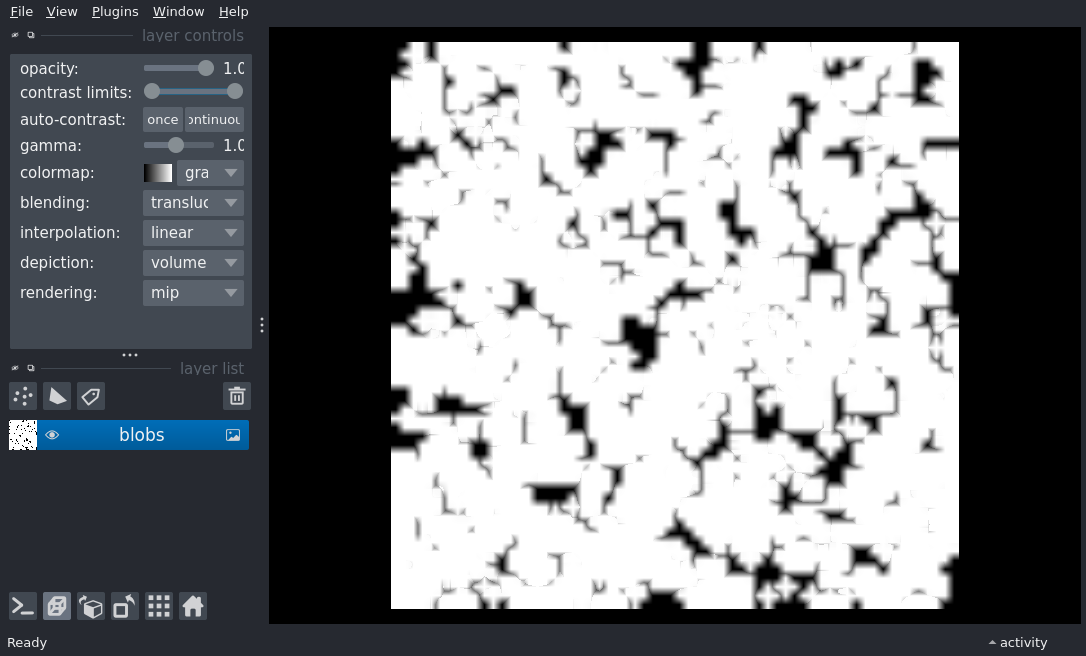 File View Plugins Window Help
layer controls
opacity: 1.0
contrast limits:
auto-contrast: once ontinuou
gamma: 1.0
colormap: gra
blending: transluc
interpolation: linear
depiction: volume
rendering: mip
layer list
blobs
Ready
activity